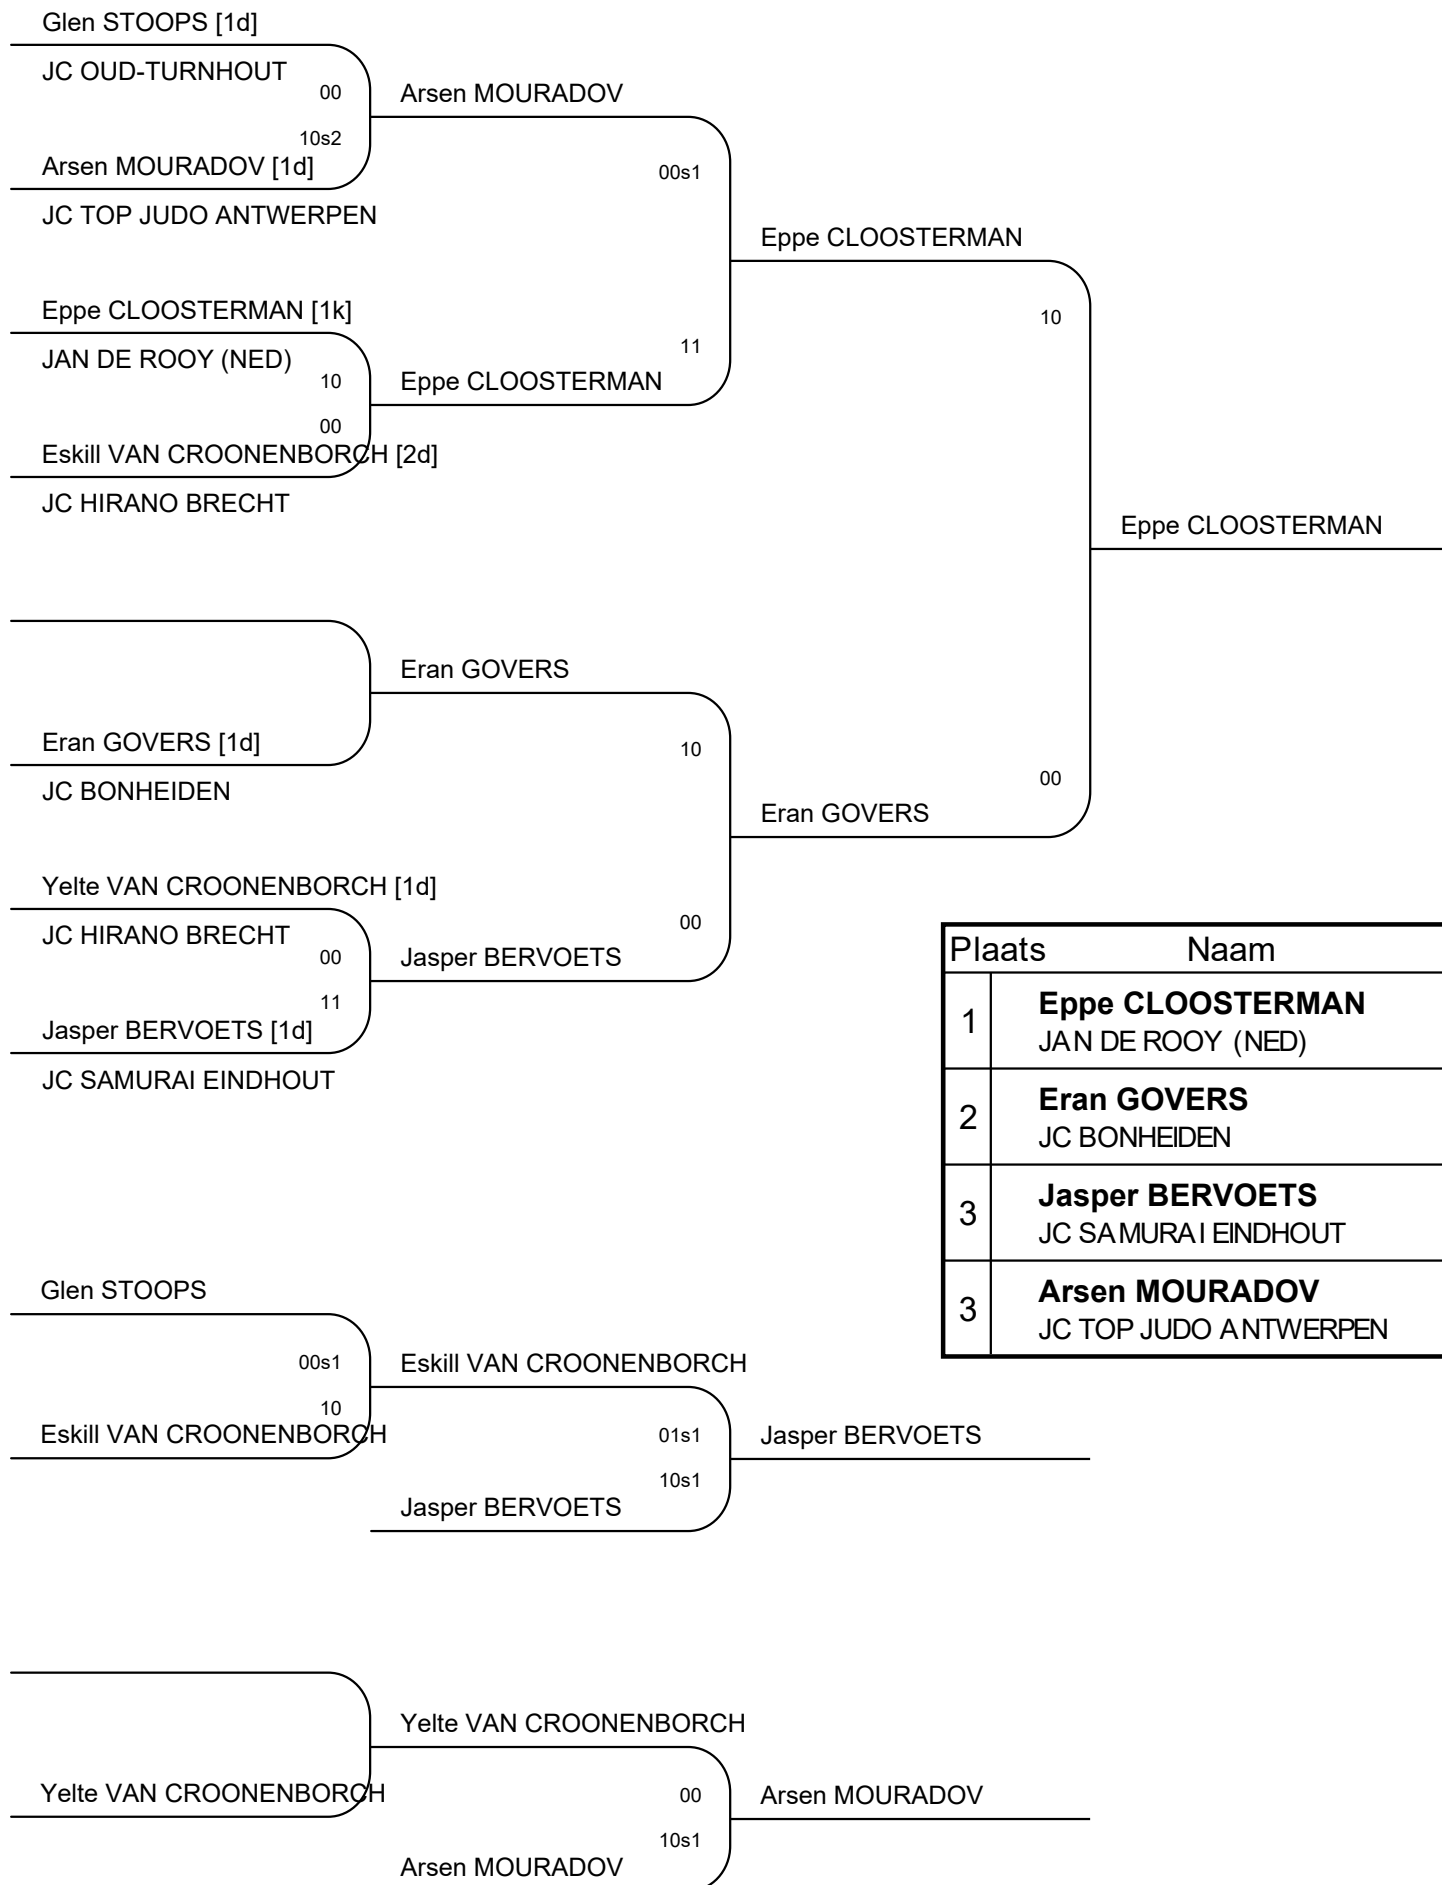 Glen STOOPS [1d]
JC OUD-TURNHOUT
00
10s2
Arsen MOURADOV [1d]
JC TOP JUDO ANTWERPEN
Arsen MOURADOV
00s1
Eppe CLOOSTERMAN [1k]
JAN DE ROOY (NED)
10
00
Eskill VAN CROONENBORCH [2d]
JC HIRANO BRECHT
11
Eppe CLOOSTERMAN
Eppe CLOOSTERMAN
10
Eppe CLOOSTERMAN
Eran GOVERS
Eran GOVERS [1d]
JC BONHEIDEN
10
00
Eran GOVERS
Yelte VAN CROONENBORCH [1d]
JC HIRANO BRECHT
00
11
Jasper BERVOETS [1d]
JC SAMURAI EINDHOUT
00
Jasper BERVOETS
Plaats Naam
1 Eppe CLOOSTERMAN
JAN DE ROOY (NED)
2 Eran GOVERS
JC BONHEIDEN
3 Jasper BERVOETS
JC SAMURAI EINDHOUT
3 Arsen MOURADOV
JC TOP JUDO ANTWERPEN
Glen STOOPS
00s1
10
Eskill VAN CROONENBORCH
Eskill VAN CROONENBORCH
01s1
10s1
Jasper BERVOETS
Jasper BERVOETS
Yelte VAN CROONENBORCH
Yelte VAN CROONENBORCH
00
10s1
Arsen MOURADOV
Arsen MOURADOV